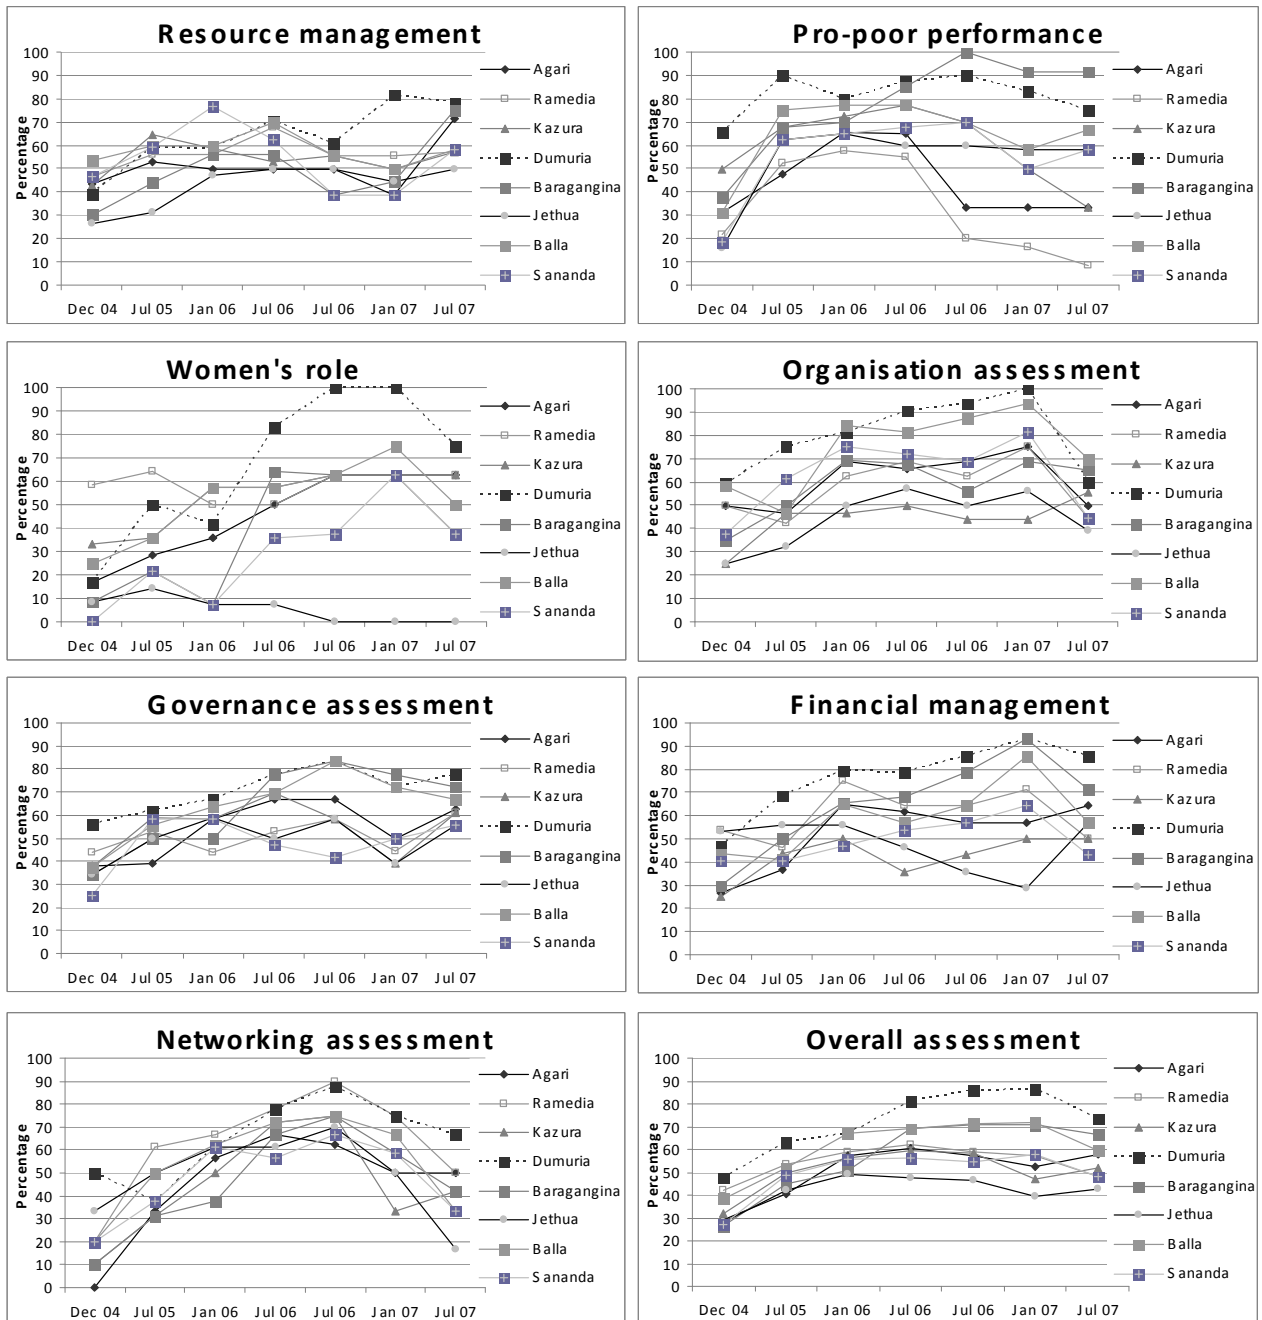 Resource management
Percentage
100
90
80
70
60
50
40
30
20
10
0
Dec 04 Jul 05 Jan 06 Jul 06 Jul 06 Jan 07 Jul 07
Agari
Ramedia
Kazura
Dumuria
Baragangina
Jethua
Balla
Sananda
Pro-poor performance
Percentage
100
90
80
70
60
50
40
30
20
10
0
Dec 04 Jul 05 Jan 06 Jul 06 Jul 06 Jan 07 Jul 07
Agari
Ramedia
Kazura
Dumuria
Baragangina
Jethua
Balla
Sananda
Women's role
Percentage
100
90
80
70
60
50
40
30
20
10
0
Dec 04 Jul 05 Jan 06 Jul 06 Jul 06 Jan 07 Jul 07
Agari
Ramedia
Kazura
Dumuria
Baragangina
Jethua
Balla
Sananda
Organisation assessment
Percentage
100
90
80
70
60
50
40
30
20
10
0
Dec 04 Jul 05 Jan 06 Jul 06 Jul 06 Jan 07 Jul 07
Agari
Ramedia
Kazura
Dumuria
Baragangina
Jethua
Balla
Sananda
Governance assessment
Percentage
100
90
80
70
60
50
40
30
20
10
0
Dec 04 Jul 05 Jan 06 Jul 06 Jul 06 Jan 07 Jul 07
Agari
Ramedia
Kazura
Dumuria
Baragangina
Jethua
Balla
Sananda
Financial management
Percentage
100
90
80
70
60
50
40
30
20
10
0
Dec 04 Jul 05 Jan 06 Jul 06 Jul 06 Jan 07 Jul 07
Agari
Ramedia
Kazura
Dumuria
Baragangina
Jethua
Balla
Sananda
Networking assessment
Percentage
100
90
80
70
60
50
40
30
20
10
0
Dec 04 Jul 05 Jan 06 Jul 06 Jul 06 Jan 07 Jul 07
Agari
Ramedia
Kazura
Dumuria
Baragangina
Jethua
Balla
Sananda
Overall assessment
Percentage
100
90
80
70
60
50
40
30
20
10
0
Dec 04 Jul 05 Jan 06 Jul 06 Jul 06 Jan 07 Jul 07
Agari
Ramedia
Kazura
Dumuria
Baragangina
Jethua
Balla
Sananda